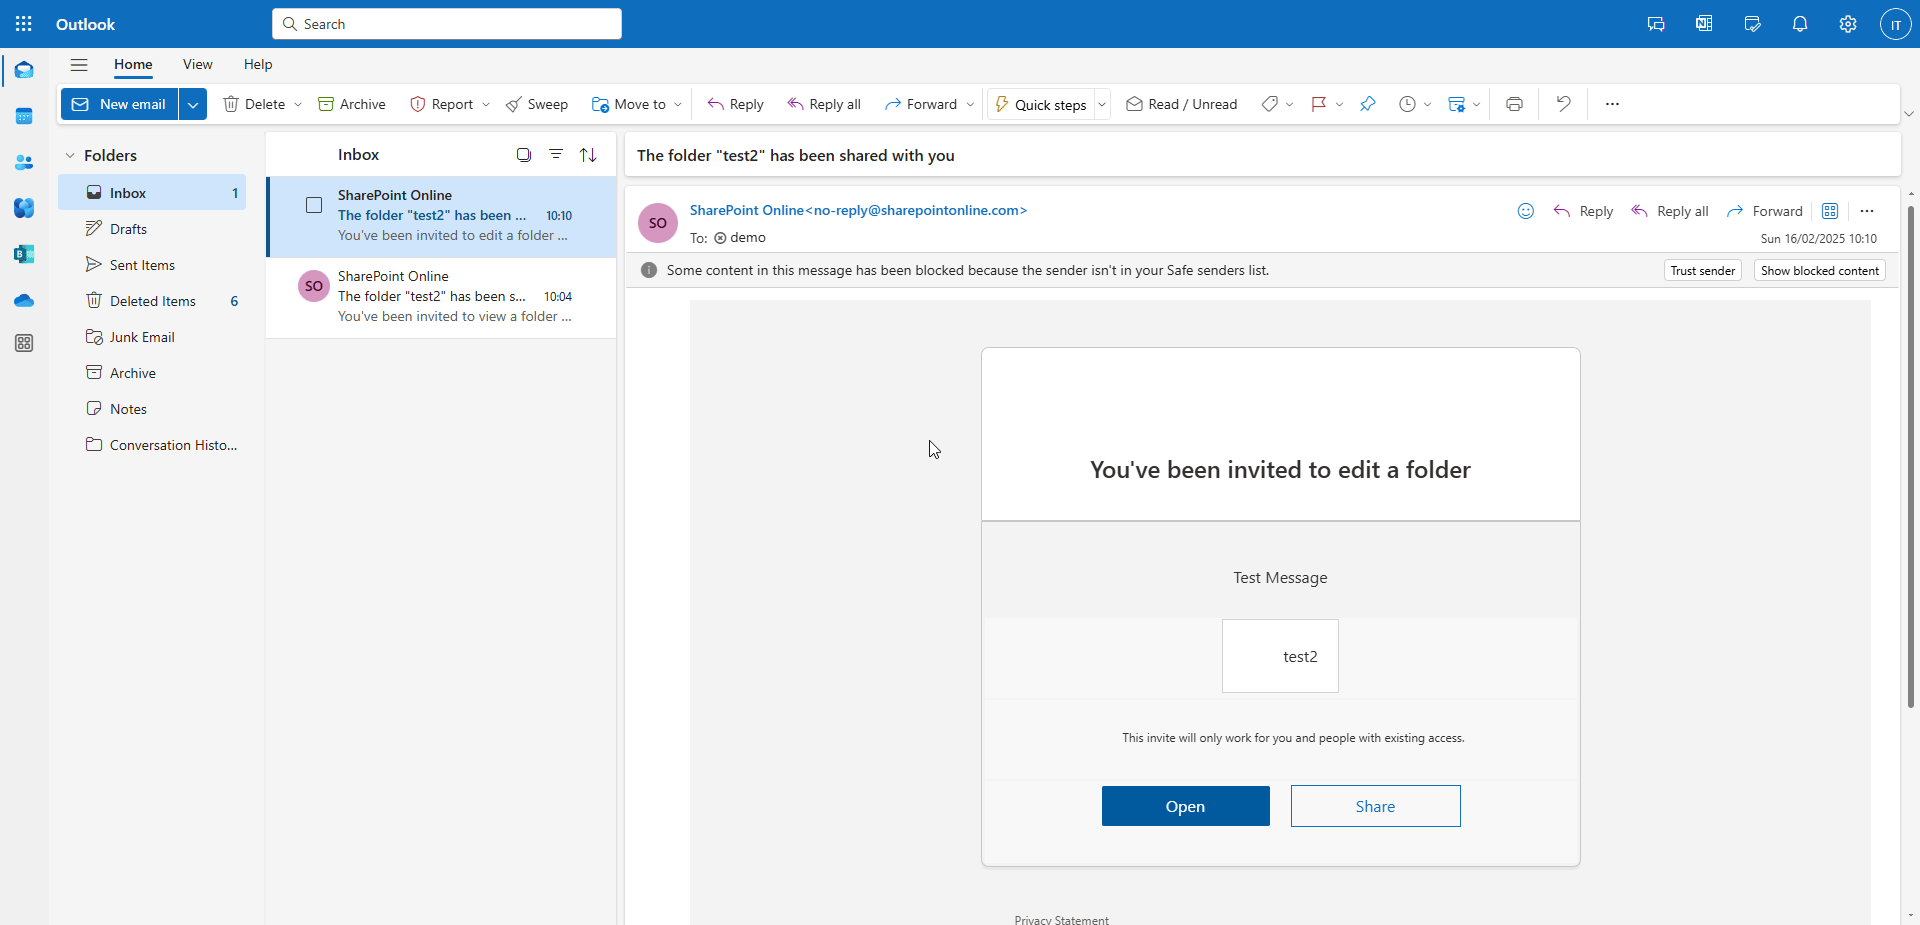 Outlook
Search
IT
Home View Help
New email Delete Archive Report Sweep Move to Reply Reply all Forward Quick steps Read / Unread
Folders
Inbox 1
Drafts
Sent Items
Deleted Items 6
Junk Email
Archive
Notes
Conversation Histo...
Inbox
SharePoint Online
The folder "test2" has been ... 10:10
You've been invited to edit a folder ...
SO
SharePoint Online
The folder "test2" has been s... 10:04
You've been invited to view a folder ...
The folder "test2" has been shared with you
SO
SharePoint Online<no-reply@sharepointonline.com>
Reply Reply all Forward
To: demo
Sun 16/02/2025 10:10
Some content in this message has been blocked because the sender isn't in your Safe senders list.
Trust sender Show blocked content
You've been invited to edit a folder
Test Message
test2
This invite will only work for you and people with existing access.
Open Share
Privacy Statement